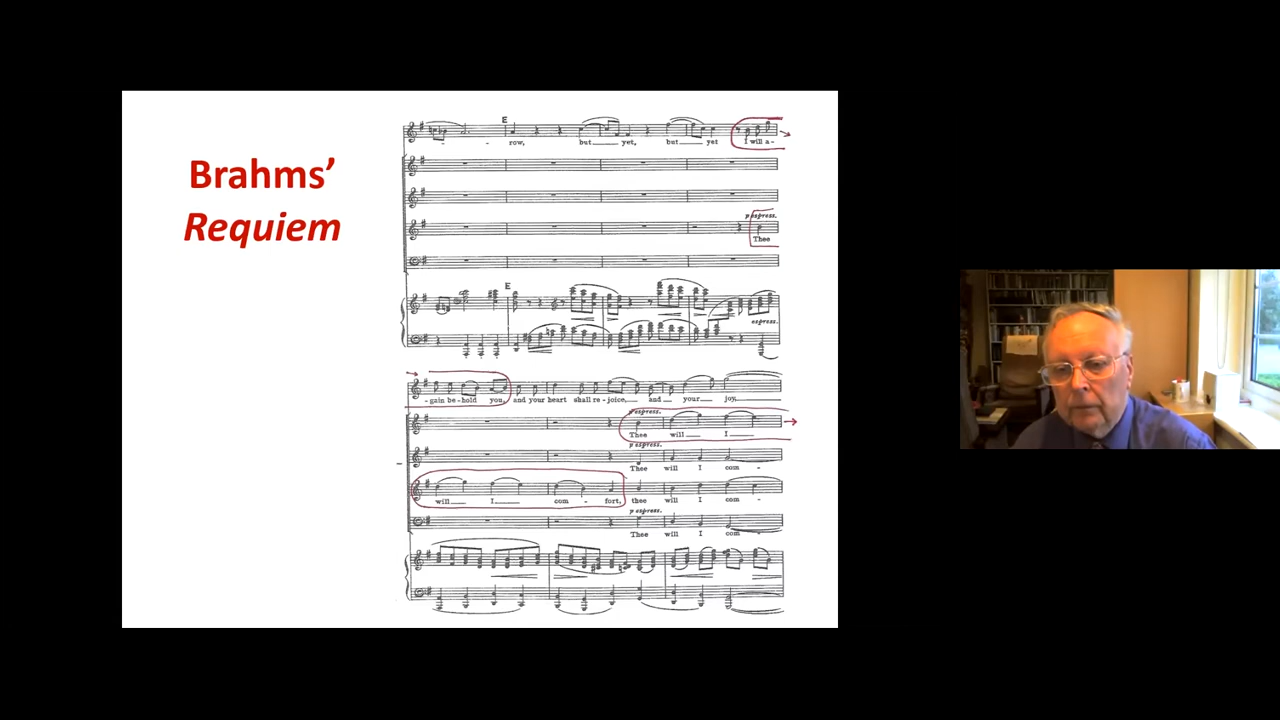 Brahms’
Requiem
E
- - row, but yet, but yet I will a-
p espress.
Thee
E
espress.
- gain be - hold you, and your heart shall re - joice, and your joy,
p espress.
Thee will I
p espress.
Thee will I com -
will I com - fort, thee will I com -
p espress.
Thee will I com -